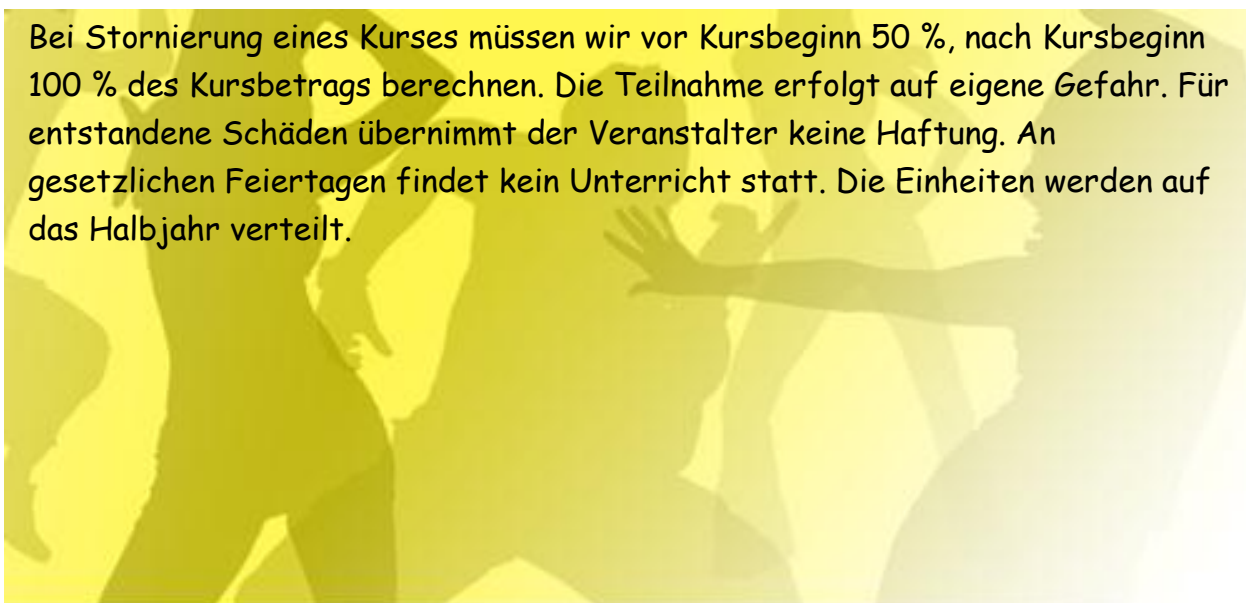 Bei Stornierung eines Kurses müssen wir vor Kursbeginn 50 %, nach Kursbeginn
100 % des Kursbetrags berechnen. Die Teilnahme erfolgt auf eigene Gefahr. Für
entstandene Schäden übernimmt der Veranstalter keine Haftung. An
gesetzlichen Feiertagen findet kein Unterricht statt. Die Einheiten werden auf
das Halbjahr verteilt.